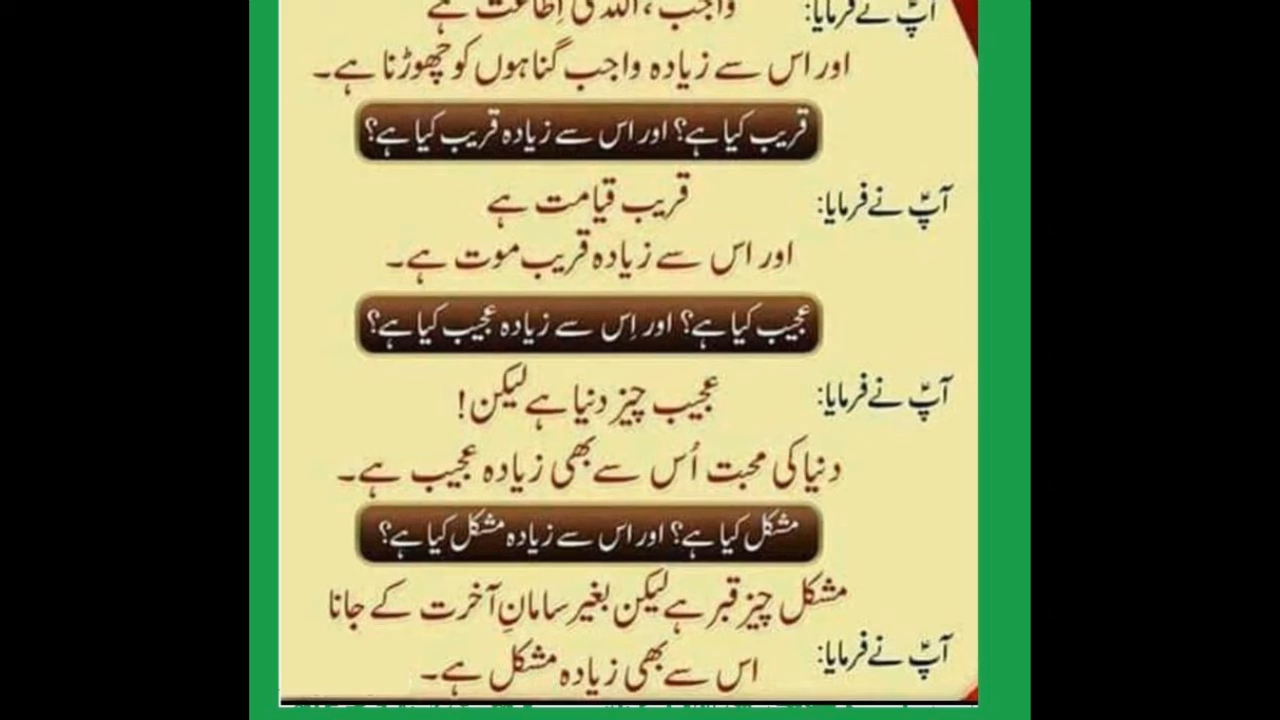 آپؑ نے فرمایا: واجب، اللہ کی اِطاعت ہے
اور اس سے زیادہ واجب گناہوں کو چھوڑنا ہے۔
قریب کیا ہے؟ اور اس سے زیادہ قریب کیا ہے؟
آپؑ نے فرمایا: قریب قیامت ہے
اور اس سے زیادہ قریب موت ہے۔
عجیب کیا ہے؟ اور اِس سے زیادہ عجیب کیا ہے؟
آپؑ نے فرمایا: عجیب چیز دنیا ہے لیکن!
دنیا کی محبت اُس سے بھی زیادہ عجیب ہے۔
مشکل کیا ہے؟ اور اس سے زیادہ مشکل کیا ہے؟
مشکل چیز قبر ہے لیکن بغیر سامانِ آخرت کے جانا
آپؑ نے فرمایا: اس سے بھی زیادہ مشکل ہے۔